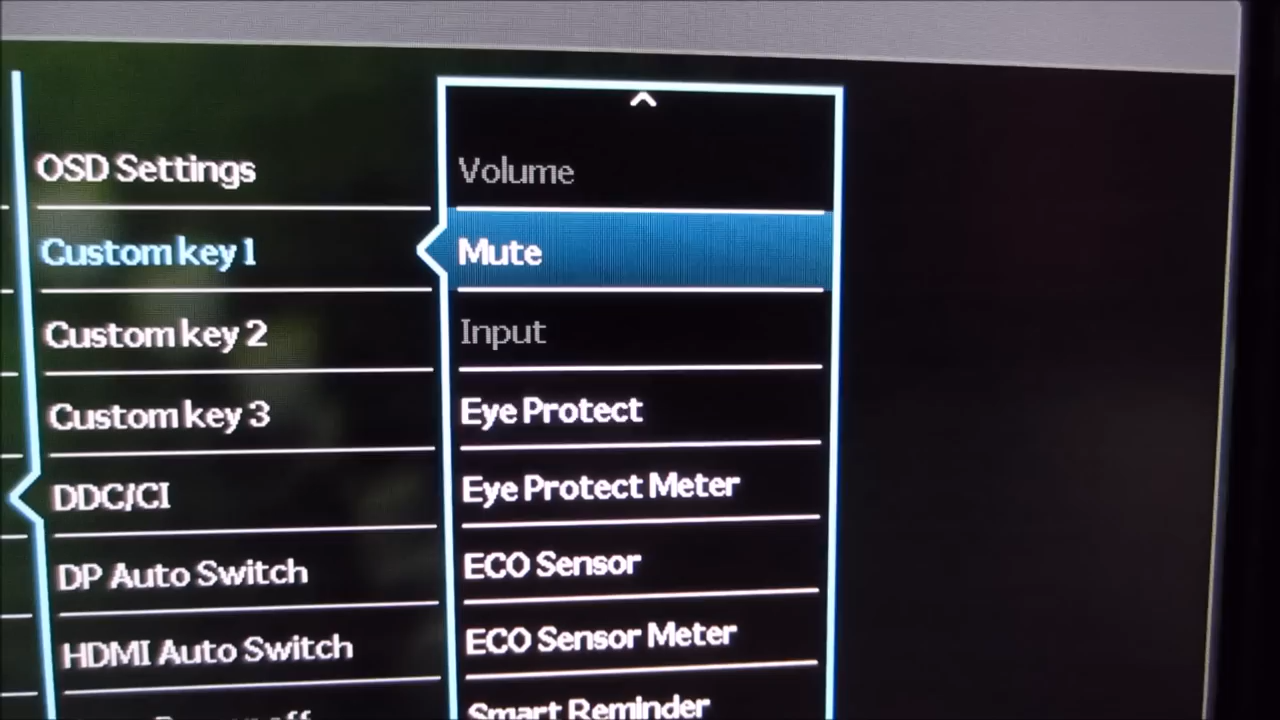 OSD Settings
Custom key 1
Custom key 2
Custom key 3
DDC/CI
DP Auto Switch
HDMI Auto Switch
off
Volume
Mute
Input
Eye Protect
Eye Protect Meter
ECO Sensor
ECO Sensor Meter
Smart Reminder